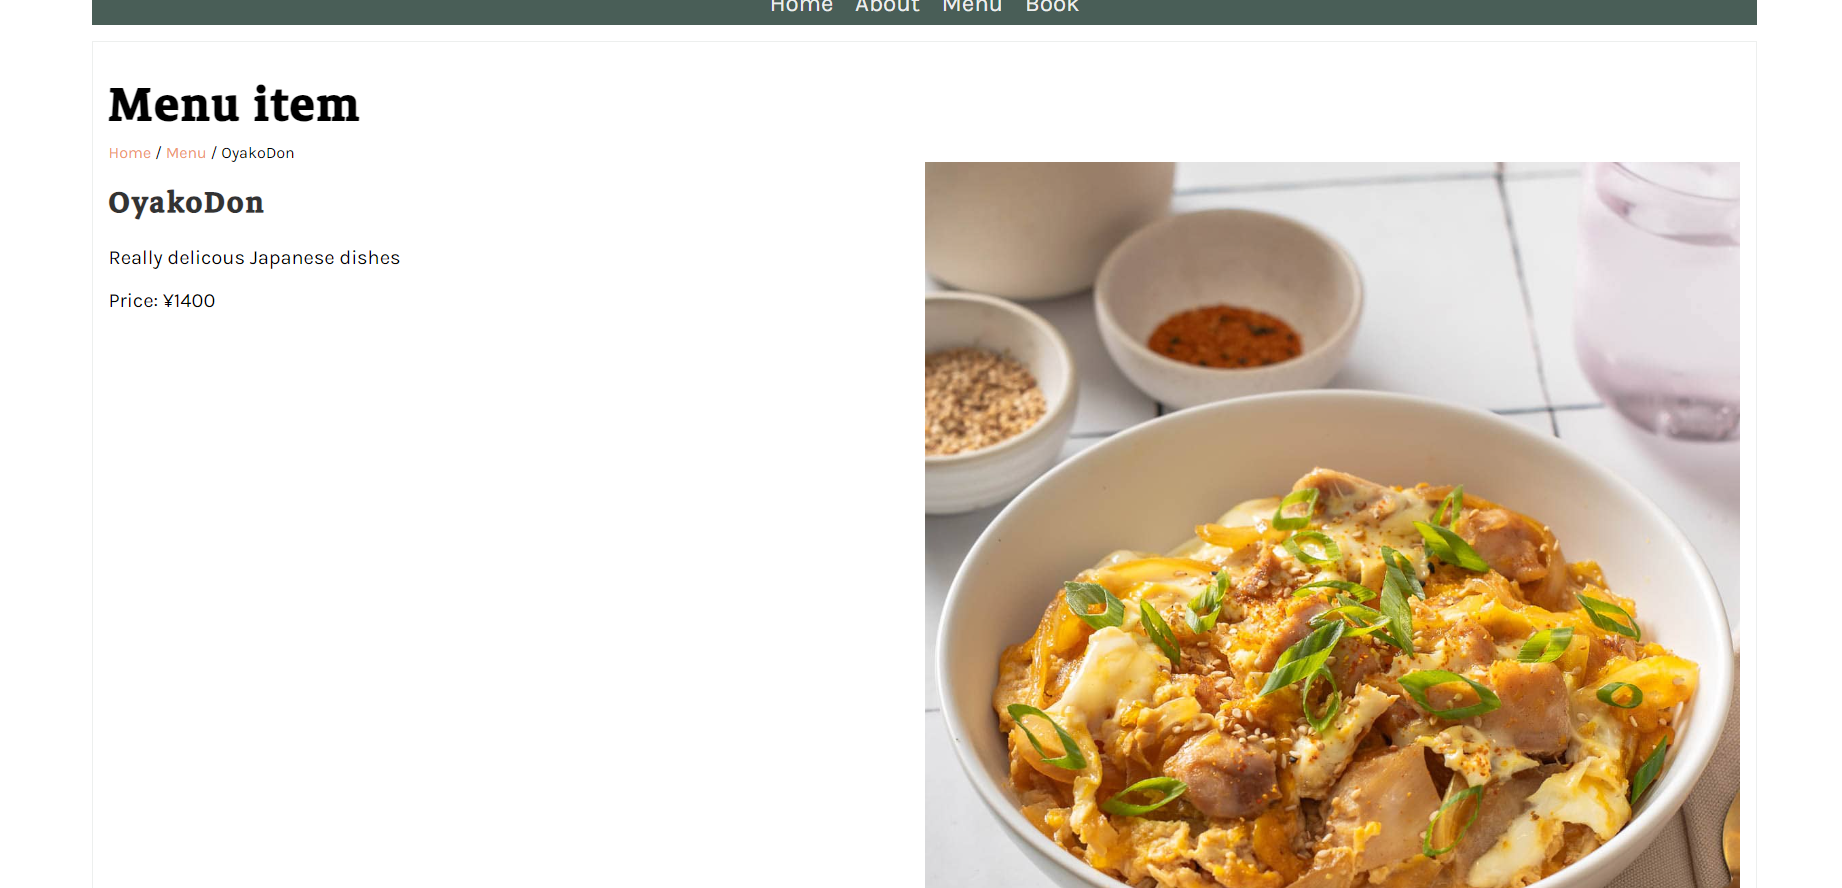 Home About Menu Book
Menu item
Home / Menu / OyakoDon
OyakoDon
Really delicous Japanese dishes
Price: ¥1400